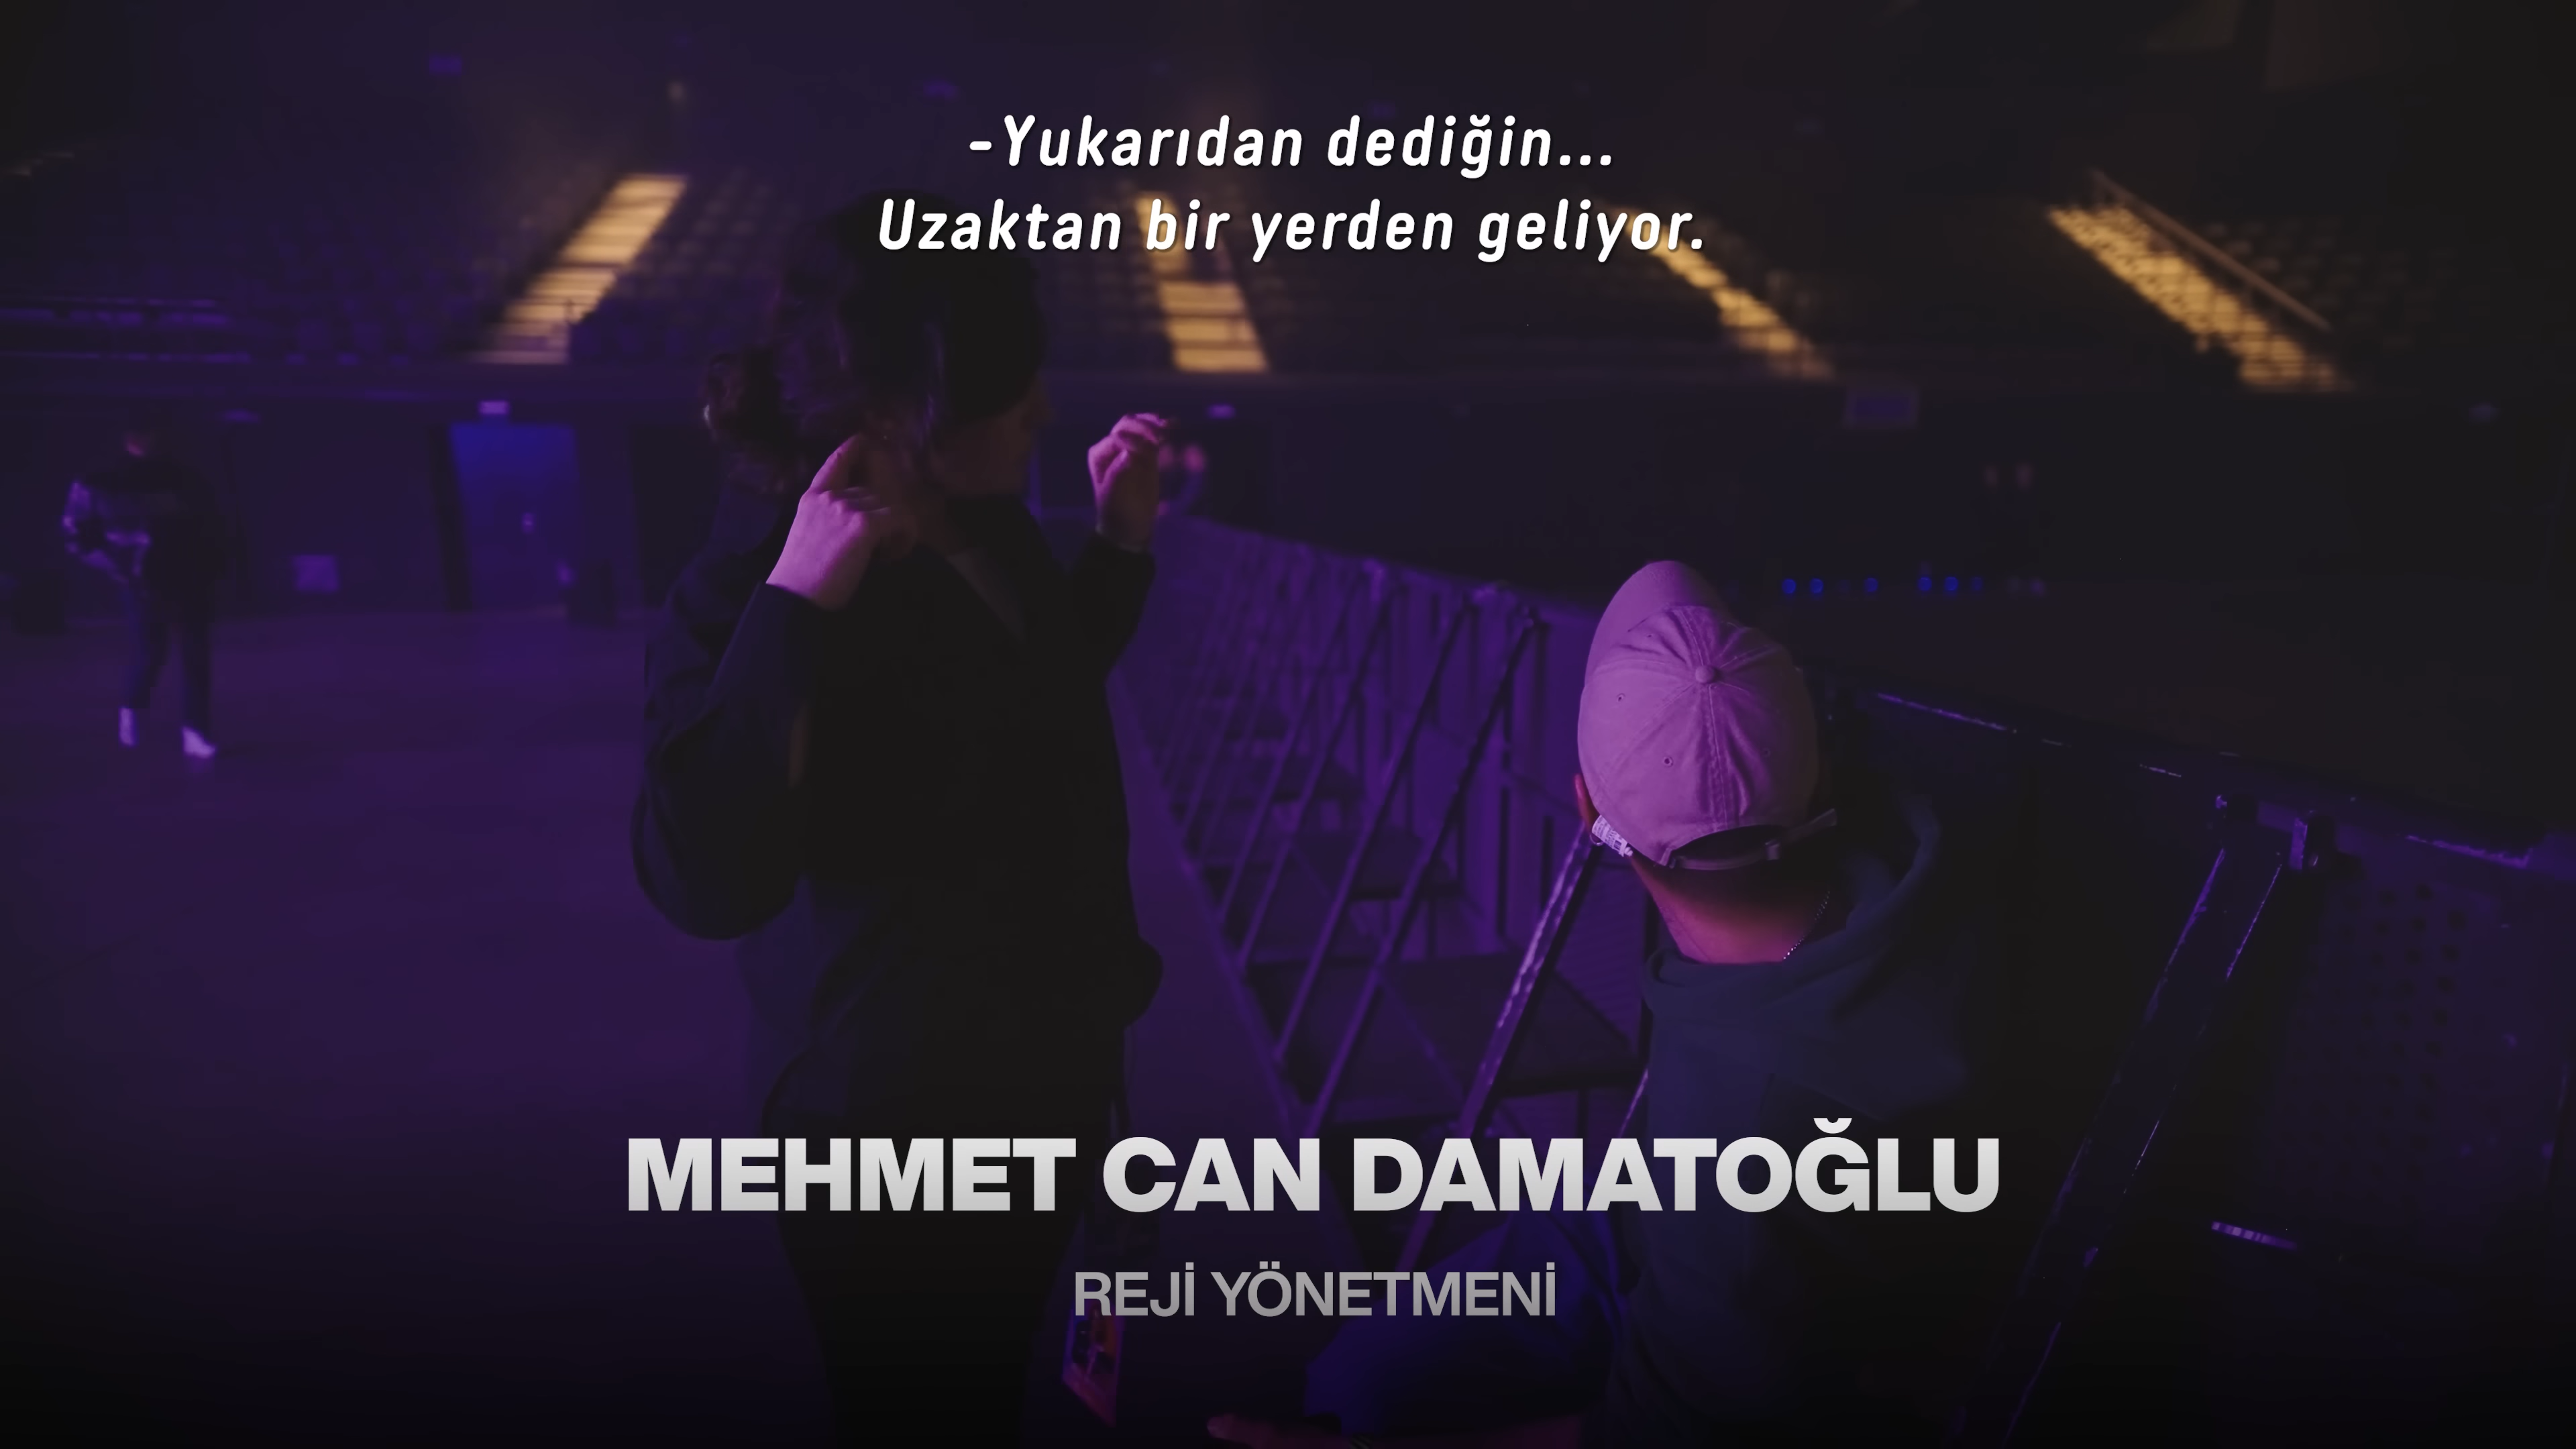 -Yukarıdan dediğin...
Uzaktan bir yerden geliyor.
MEHMET CAN DAMATOĞLU
REJİ YÖNETMENİ